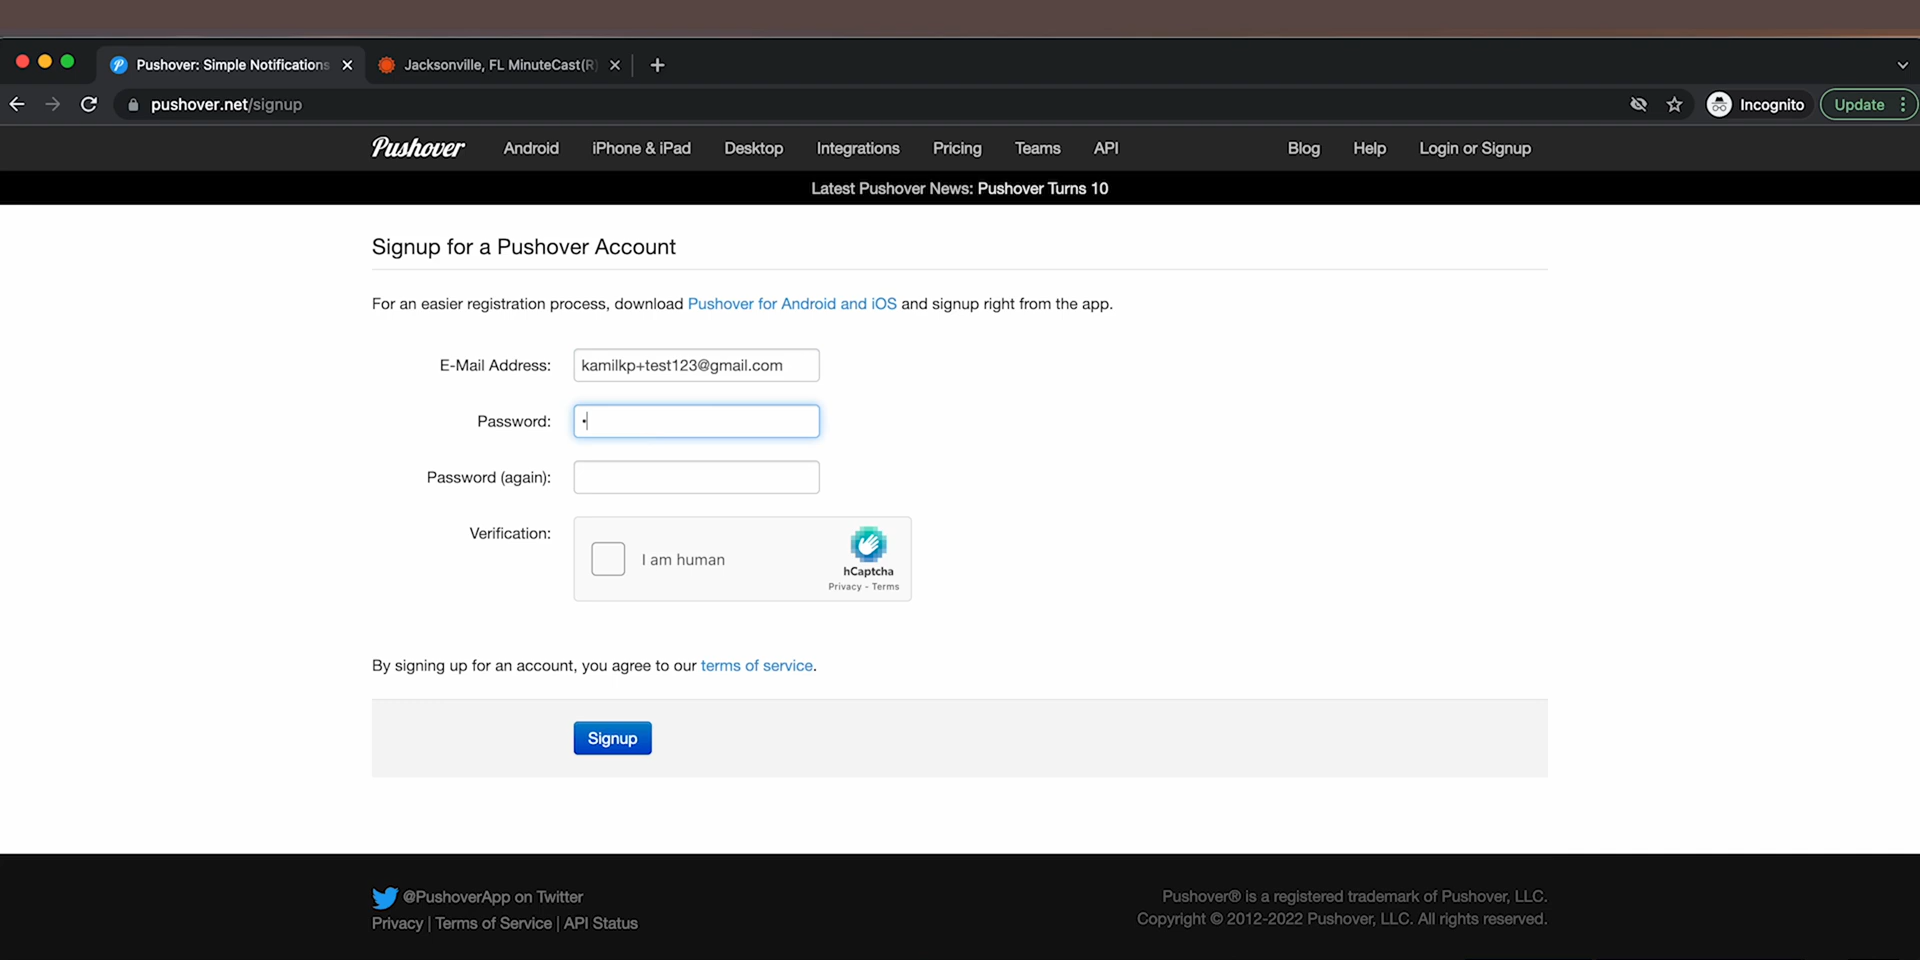 Pushover: Simple Notifications
Jacksonville, FL MinuteCast(R)
pushover.net/signup
Incognito
Update
Pushover
Android
iPhone & iPad
Desktop
Integrations
Pricing
Teams
API
Blog
Help
Login or Signup
Latest Pushover News: Pushover Turns 10
Signup for a Pushover Account
For an easier registration process, download Pushover for Android and iOS and signup right from the app.
E-Mail Address:
kamilkp+test123@gmail.com
Password:
Password (again):
Verification:
I am human
hCaptcha
Privacy - Terms
By signing up for an account, you agree to our terms of service.
Signup
@PushoverApp on Twitter
Privacy | Terms of Service | API Status
Pushover® is a registered trademark of Pushover, LLC.
Copyright © 2012-2022 Pushover, LLC. All rights reserved.